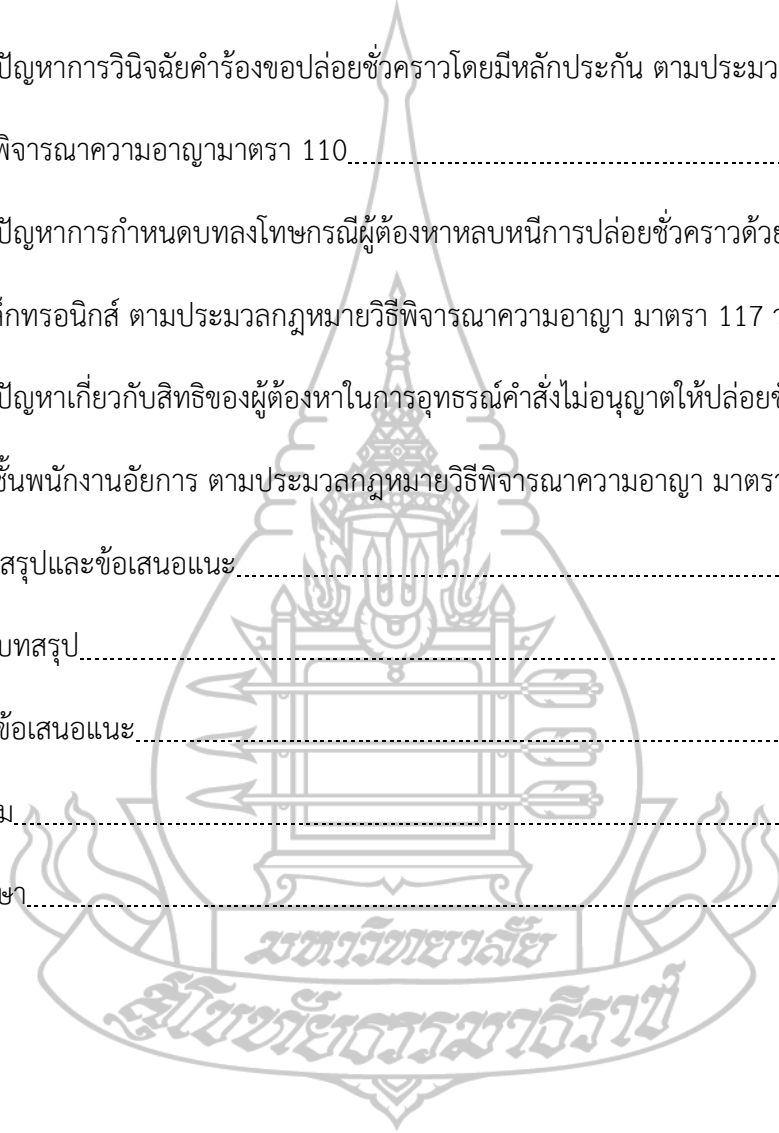 ปัญหาการวินิจฉัยคำร้องขอปล่อยชั่วคราวโดยมีหลักประกัน ตามประมว
พิจารณาความอาญามาตรา 110
ปัญหาการกำหนดบทลงโทษกรณีผู้ต้องหาหลบหนีการปล่อยชั่วคราวด้วย
ล็กทรอนิกส์ ตามประมวลกฎหมายวิธีพิจารณาความอาญา มาตรา 117
ปัญหาเกี่ยวกับสิทธิของผู้ต้องหาในการอุทธรณ์คำสั่งไม่อนุญาตให้ปล่อยชั
ชั้นพนักงานอัยการ ตามประมวลกฎหมายวิธีพิจารณาความอาญา มาตรา
สรุปและข้อเสนอแนะ
บทสรุป
ข้อเสนอแนะ
ม
ษา
มหาวิทยาลัย
สุโขทัยธรรมาธิราช